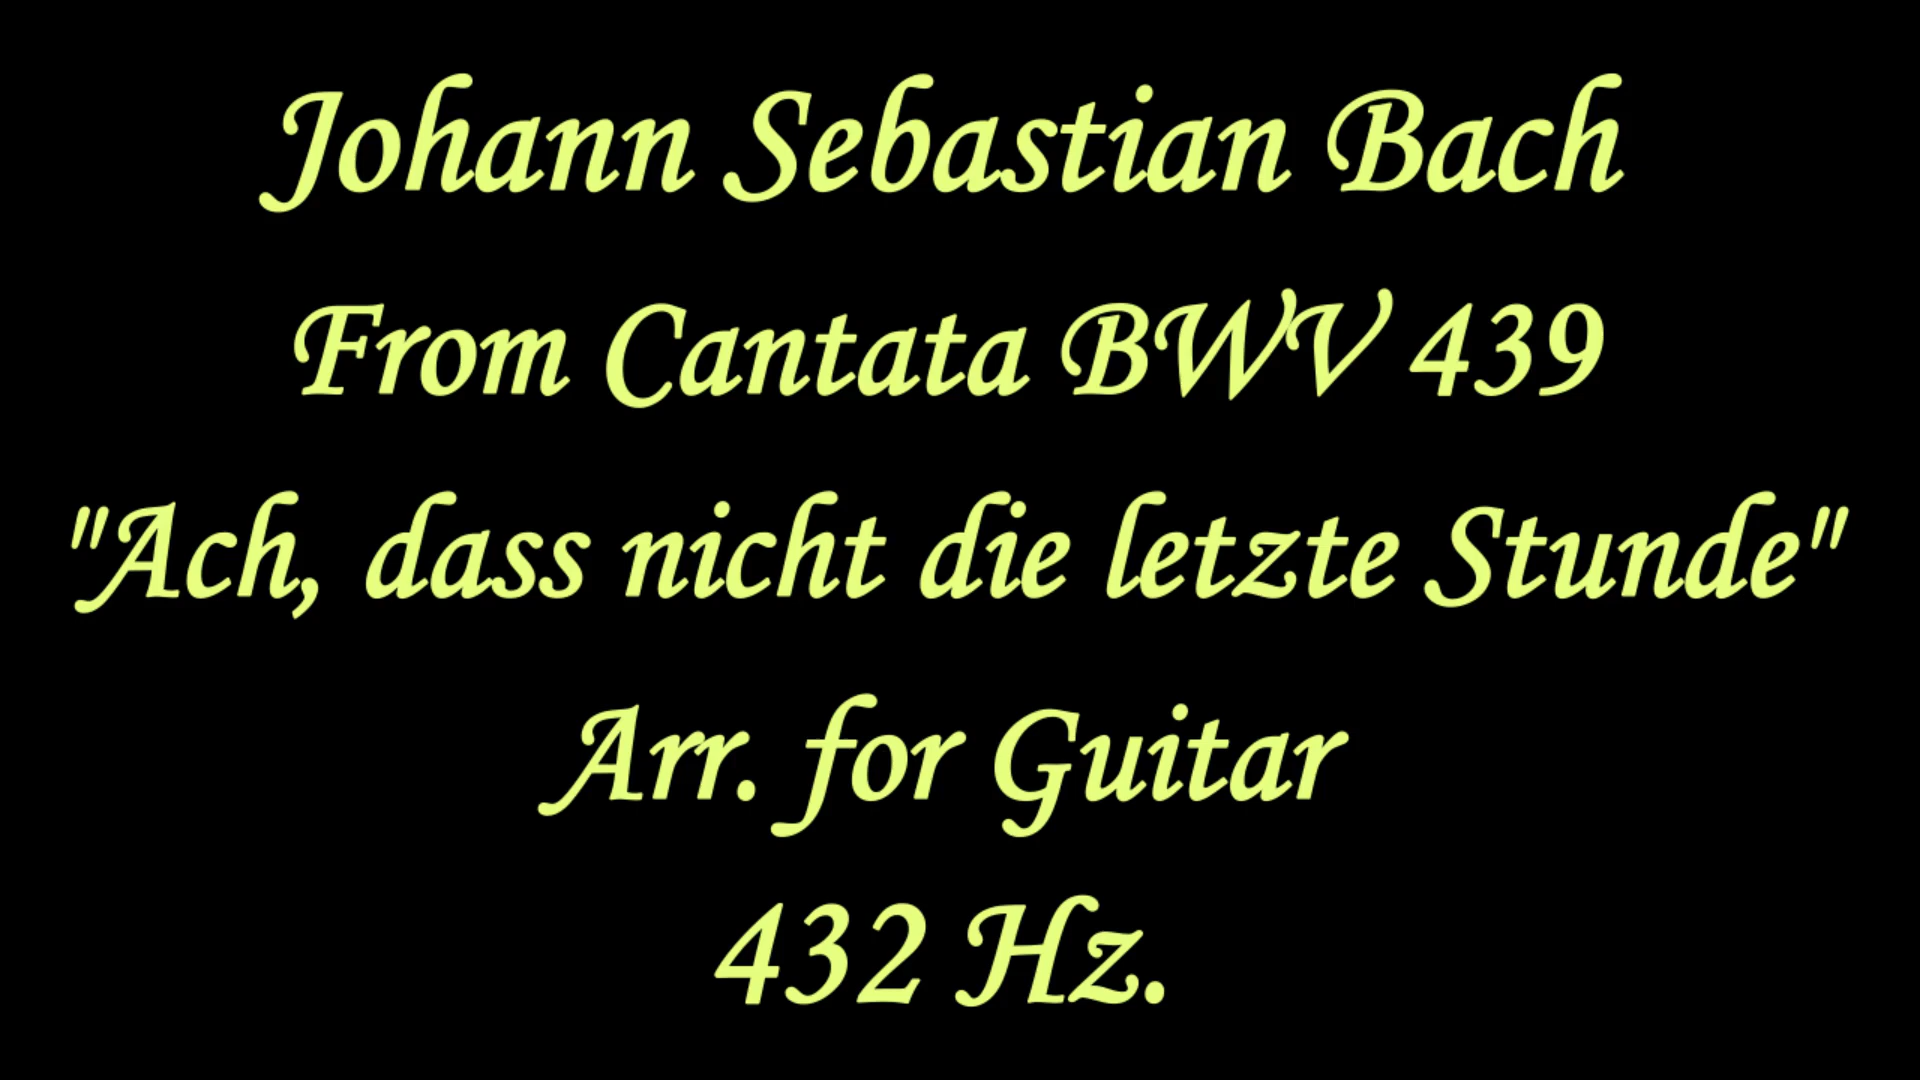 Johann Sebastian Bach
From Cantata BWV 439
"Ach, dass nicht die letzte Stunde"
Arr. for Guitar
432 Hz.